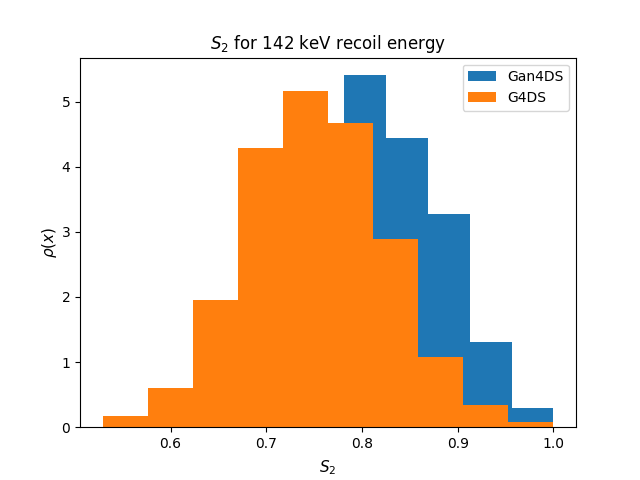 S₂ for 142 keV recoil energy
Gan4DS
G4DS
ρ(x)
5
4
3
2
1
0
0.6 0.7 0.8 0.9 1.0
S₂